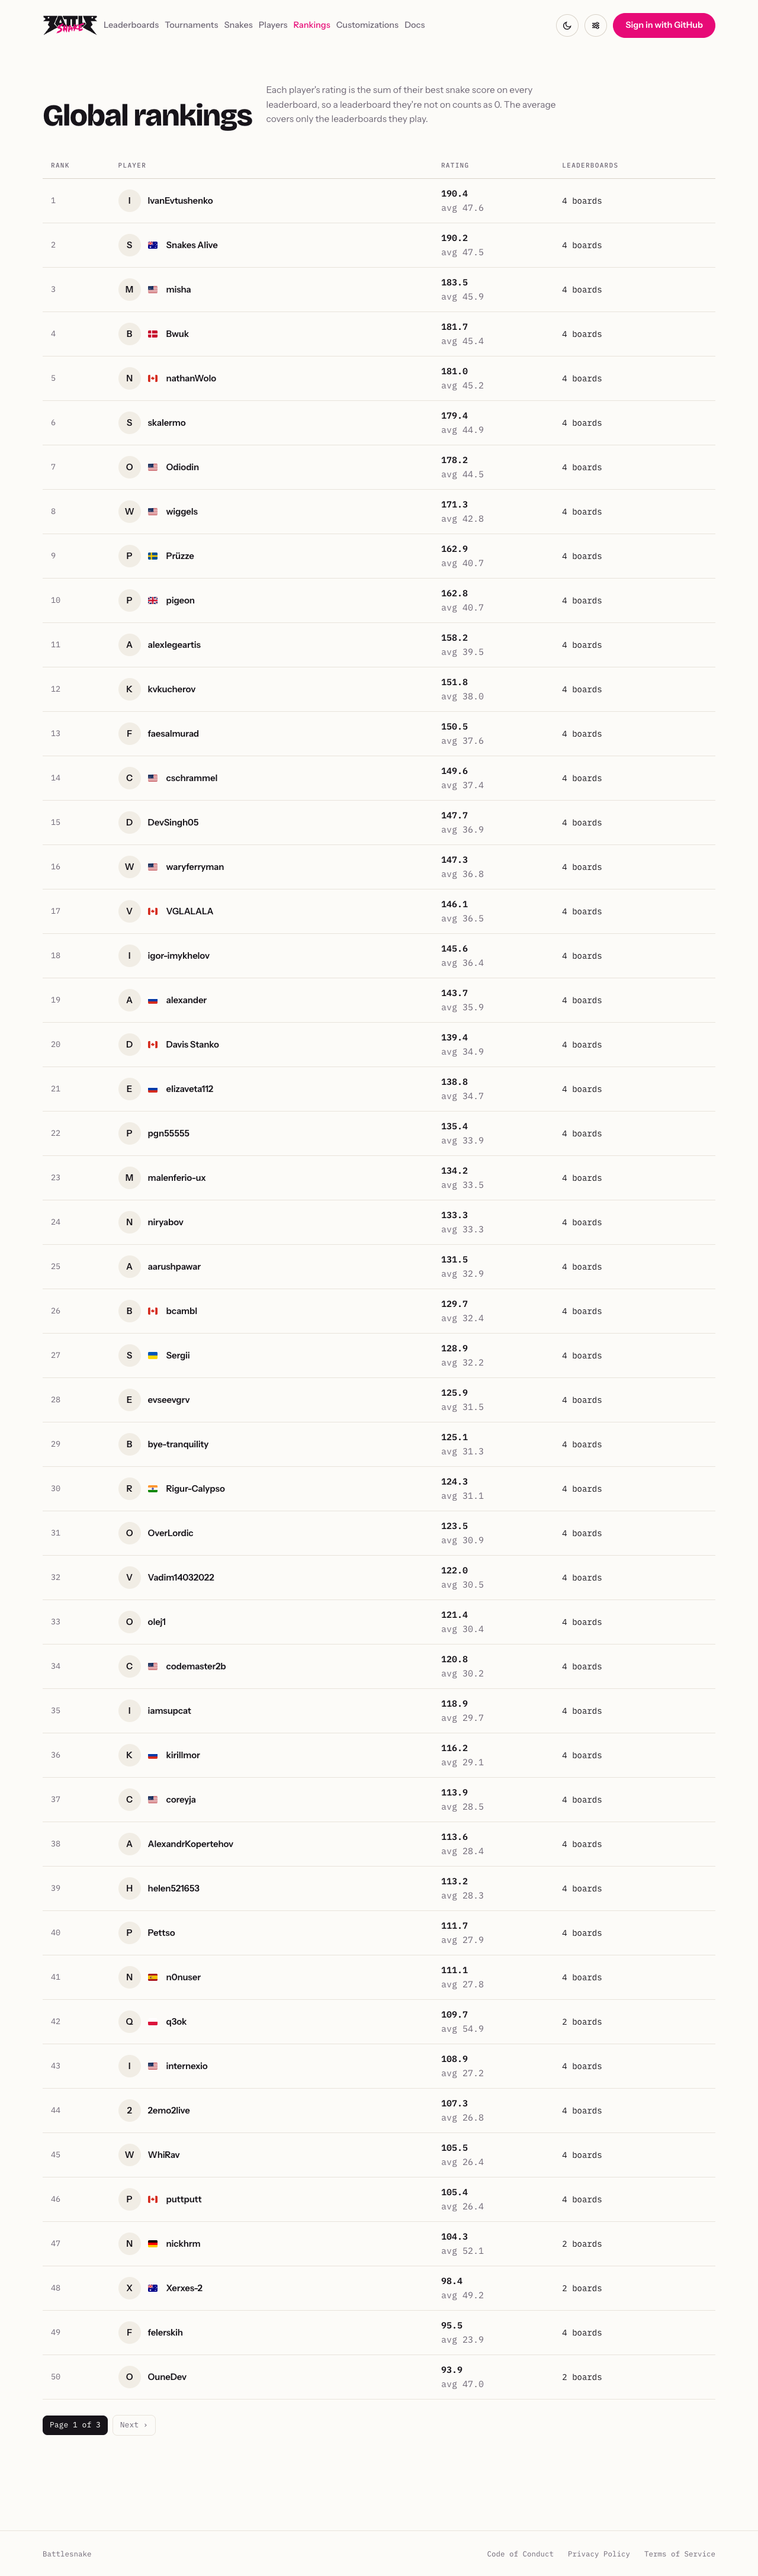 BATTLE SNAKE Leaderboards Tournaments Snakes Players Rankings Customizations Docs Sign in with GitHub
Each player's rating is the sum of their best snake score on every
leaderboard, so a leaderboard they're not on counts as 0. The average
covers only the leaderboards they play.
Global rankings
RANK PLAYER RATING LEADERBOARDS
1 I IvanEvtushenko 190.4 4 boards
avg 47.6
2 S Snakes Alive 190.2 4 boards
avg 47.5
3 M misha 183.5 4 boards
avg 45.9
4 B Bwuk 181.7 4 boards
avg 45.4
5 N nathanWolo 181.0 4 boards
avg 45.2
6 S skalermo 179.4 4 boards
avg 44.9
7 O Odiodin 178.2 4 boards
avg 44.5
8 W wiggels 171.3 4 boards
avg 42.8
9 P Prüzze 162.9 4 boards
avg 40.7
10 P pigeon 162.8 4 boards
avg 40.7
11 A alexlegeartis 158.2 4 boards
avg 39.5
12 K kvkucherov 151.8 4 boards
avg 38.0
13 F faesalmurad 150.5 4 boards
avg 37.6
14 C cschrammel 149.6 4 boards
avg 37.4
15 D DevSingh05 147.7 4 boards
avg 36.9
16 W waryferryman 147.3 4 boards
avg 36.8
17 V VGLALALA 146.1 4 boards
avg 36.5
18 I igor-imykhelov 145.6 4 boards
avg 36.4
19 A alexander 143.7 4 boards
avg 35.9
20 D Davis Stanko 139.4 4 boards
avg 34.9
21 E elizaveta112 138.8 4 boards
avg 34.7
22 P pgn55555 135.4 4 boards
avg 33.9
23 M malenferio-ux 134.2 4 boards
avg 33.5
24 N niryabov 133.3 4 boards
avg 33.3
25 A aarushpawar 131.5 4 boards
avg 32.9
26 B bcambl 129.7 4 boards
avg 32.4
27 S Sergii 128.9 4 boards
avg 32.2
28 E evseevgrv 125.9 4 boards
avg 31.5
29 B bye-tranquility 125.1 4 boards
avg 31.3
30 R Rigur-Calypso 124.3 4 boards
avg 31.1
31 O OverLordic 123.5 4 boards
avg 30.9
32 V Vadim14032022 122.0 4 boards
avg 30.5
33 O olej1 121.4 4 boards
avg 30.4
34 C codemaster2b 120.8 4 boards
avg 30.2
35 I iamsupcat 118.9 4 boards
avg 29.7
36 K kirillmor 116.2 4 boards
avg 29.1
37 C coreyja 113.9 4 boards
avg 28.5
38 A AlexandrKopertehov 113.6 4 boards
avg 28.4
39 H helen521653 113.2 4 boards
avg 28.3
40 P Pettso 111.7 4 boards
avg 27.9
41 N n0nuser 111.1 4 boards
avg 27.8
42 Q q3ok 109.7 2 boards
avg 54.9
43 I internexio 108.9 4 boards
avg 27.2
44 2 2emo2live 107.3 4 boards
avg 26.8
45 W WhiRav 105.5 4 boards
avg 26.4
46 P puttputt 105.4 4 boards
avg 26.4
47 N nickhrm 104.3 2 boards
avg 52.1
48 X Xerxes-2 98.4 2 boards
avg 49.2
49 F felerskih 95.5 4 boards
avg 23.9
50 O OuneDev 93.9 2 boards
avg 47.0
Page 1 of 3 Next ›
Battlesnake Code of Conduct Privacy Policy Terms of Service